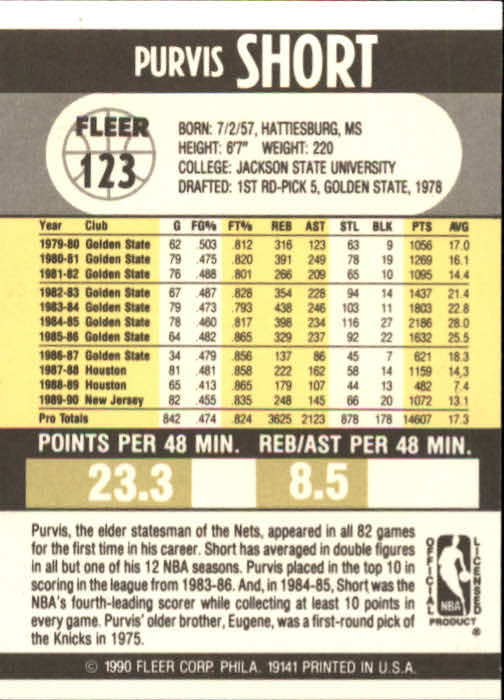 PURVIS SHORT
FLEER
123
BORN: 7/2/57, HATTIESBURG, MS
HEIGHT: 6'7" WEIGHT: 220
COLLEGE: JACKSON STATE UNIVERSITY
DRAFTED: 1ST RD-PICK 5, GOLDEN STATE, 1978
Year Club G FG% FT% REB AST STL BLK PTS AVG
1979-80 Golden State 62 .503 .812 316 123 63 9 1056 17.0
1980-81 Golden State 79 .475 .820 391 249 78 19 1269 16.1
1981-82 Golden State 76 .488 .801 266 209 65 10 1095 14.4
1982-83 Golden State 67 .487 .828 354 228 94 14 1437 21.4
1983-84 Golden State 79 .473 .793 438 246 103 11 1803 22.8
1984-85 Golden State 78 .460 .817 398 234 116 27 2186 28.0
1985-86 Golden State 64 .482 .865 329 237 92 22 1632 25.5
1986-87 Golden State 34 .479 .856 137 86 45 7 621 18.3
1987-88 Houston 81 .481 .858 222 162 58 14 1159 14.3
1988-89 Houston 65 .413 .865 179 107 44 13 482 7.4
1989-90 New Jersey 82 .455 .835 248 145 66 20 1072 13.1
Pro Totals 842 .474 .824 3625 2123 878 178 14607 17.3
POINTS PER 48 MIN. REB/AST PER 48 MIN.
23.3 8.5
Purvis, the elder statesman of the Nets, appeared in all 82 games
for the first time in his career. Short has averaged in double figures
in all but one of his 12 NBA seasons. Purvis placed in the top 10 in
scoring in the league from 1983-86. And, in 1984-85, Short was the
NBA's fourth-leading scorer while collecting at least 10 points in
every game. Purvis' older brother, Eugene, was a first-round pick of
the Knicks in 1975.
OFFICIAL LICENSED
NBA
PRODUCT ®
© 1990 FLEER CORP. PHILA. 19141 PRINTED IN U.S.A.